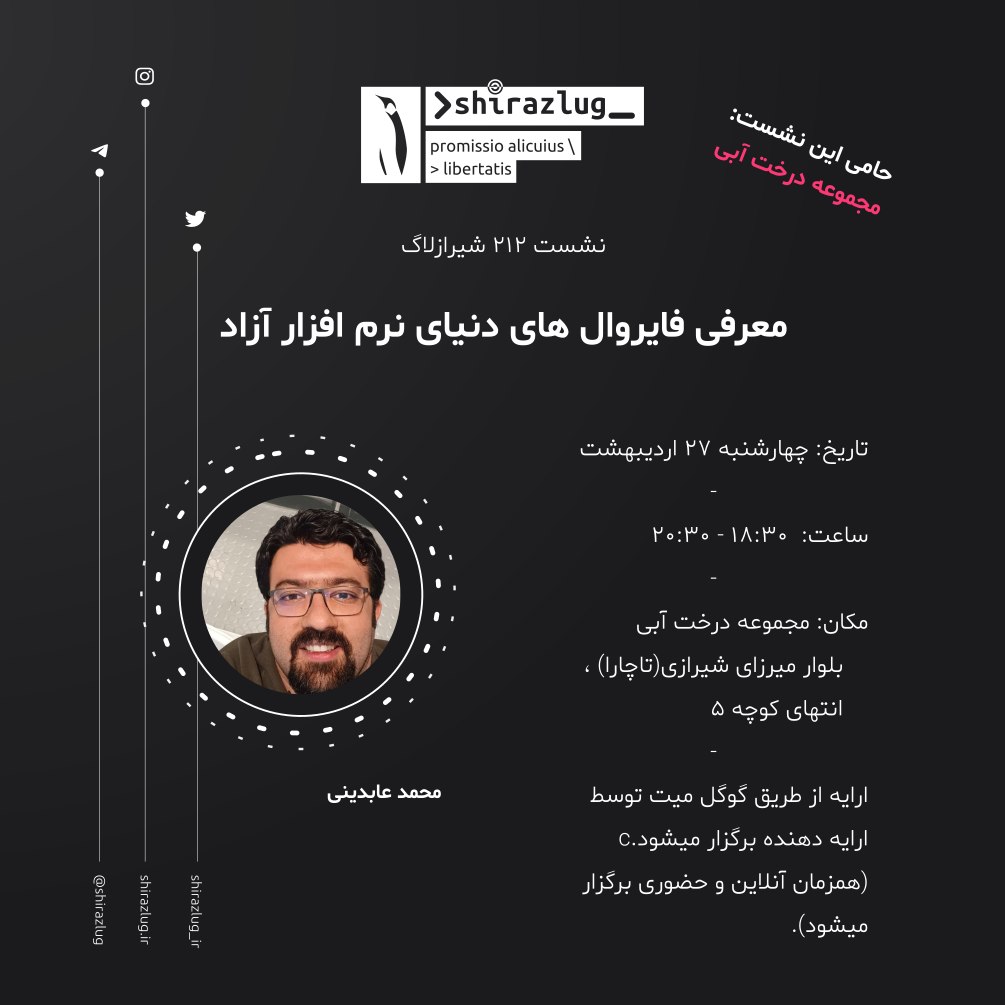 >shirazlug_
promissio alicuius \
> libertatis
حامی این نشست:
مجموعه درخت آبی
نشست ۲۱۲ شیرازلاگ
معرفی فایروال های دنیای نرم افزار آزاد
تاریخ: چهارشنبه ۲۷ اردیبهشت
-
ساعت: ۱۸:۳۰ - ۲۰:۳۰
-
مکان: مجموعه درخت آبی
بلوار میرزای شیرازی(تاچارا) ،
انتهای کوچه ۵
-
ارایه از طریق گوگل میت توسط
ارایه دهنده برگزار میشود.c
(همزمان آنلاین و حضوری برگزار
میشود).
محمد عابدینی
@shirazlug
shirazlug.ir
shirazlug_ir